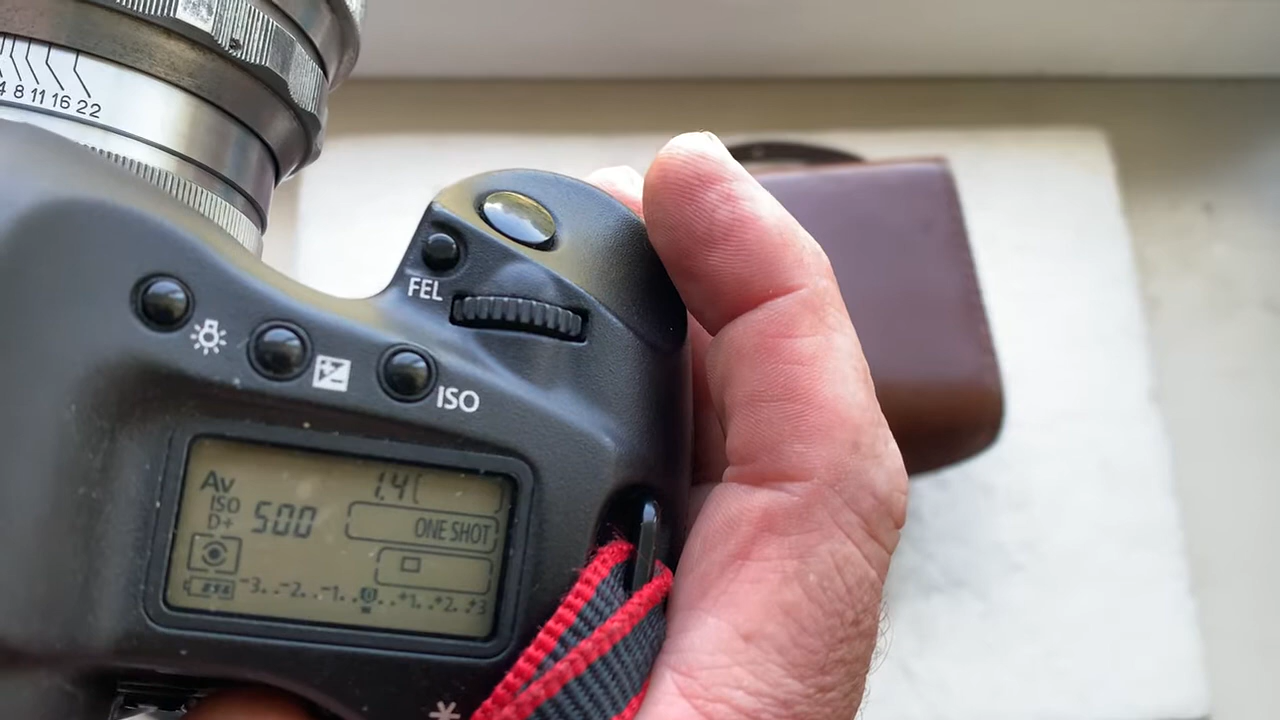 8 11 16 22
FEL
ISO
Av
1.4
ISO
D+
500
ONE SHOT
-3..-2..-1..0..+1..+2..+3